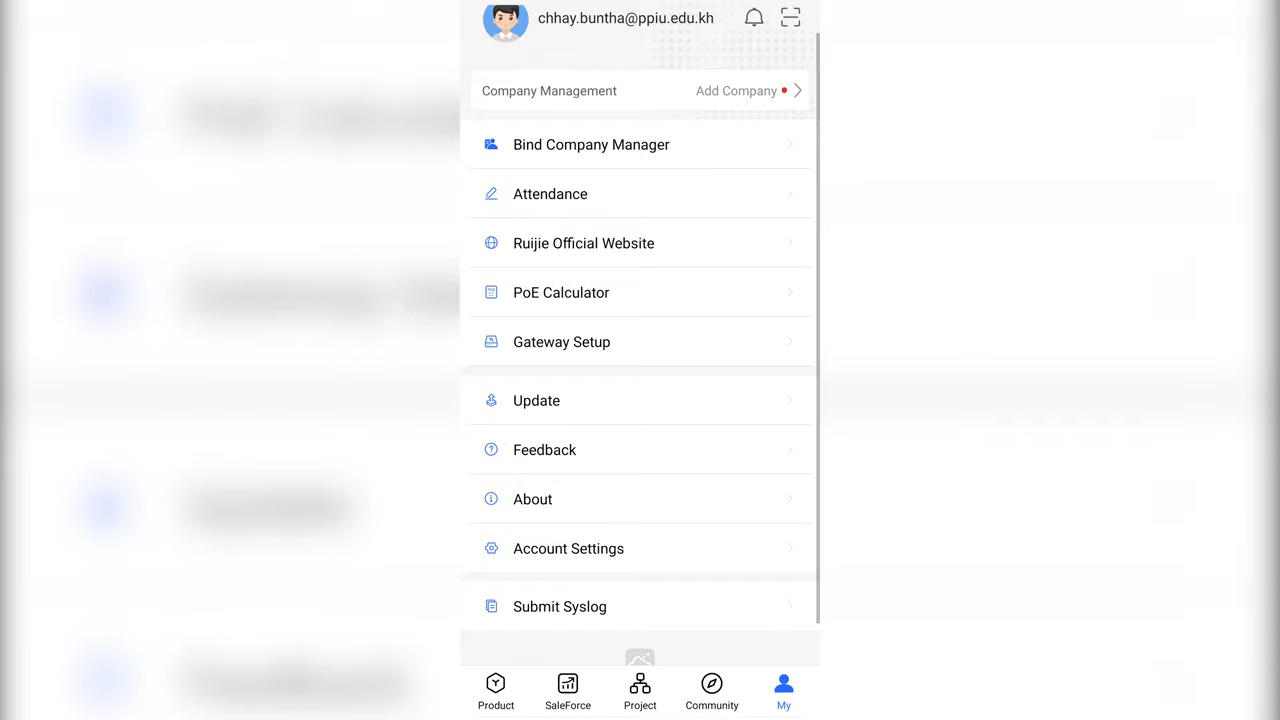 chhay.buntha@ppiu.edu.kh
Company Management Add Company
Bind Company Manager
Attendance
Ruijie Official Website
PoE Calculator
Gateway Setup
Update
Feedback
About
Account Settings
Submit Syslog
Product SaleForce Project Community My